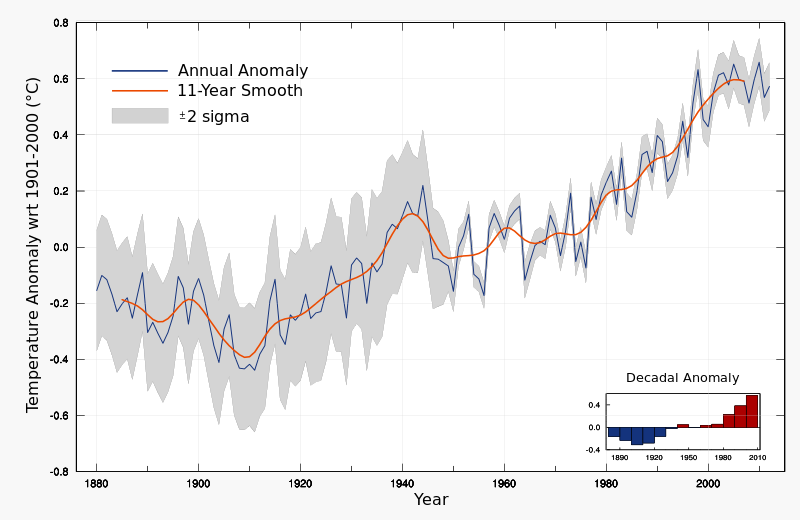 0.8
0.6
0.4
0.2
0.0
-0.2
-0.4
-0.6
-0.8
Temperature Anomaly wrt 1901-2000 (°C)
Annual Anomaly
11-Year Smooth
±2 sigma
Decadal Anomaly
0.4
0.0
-0.4
1890 1920 1950 1980 2010
1880 1900 1920 1940 1960 1980 2000
Year